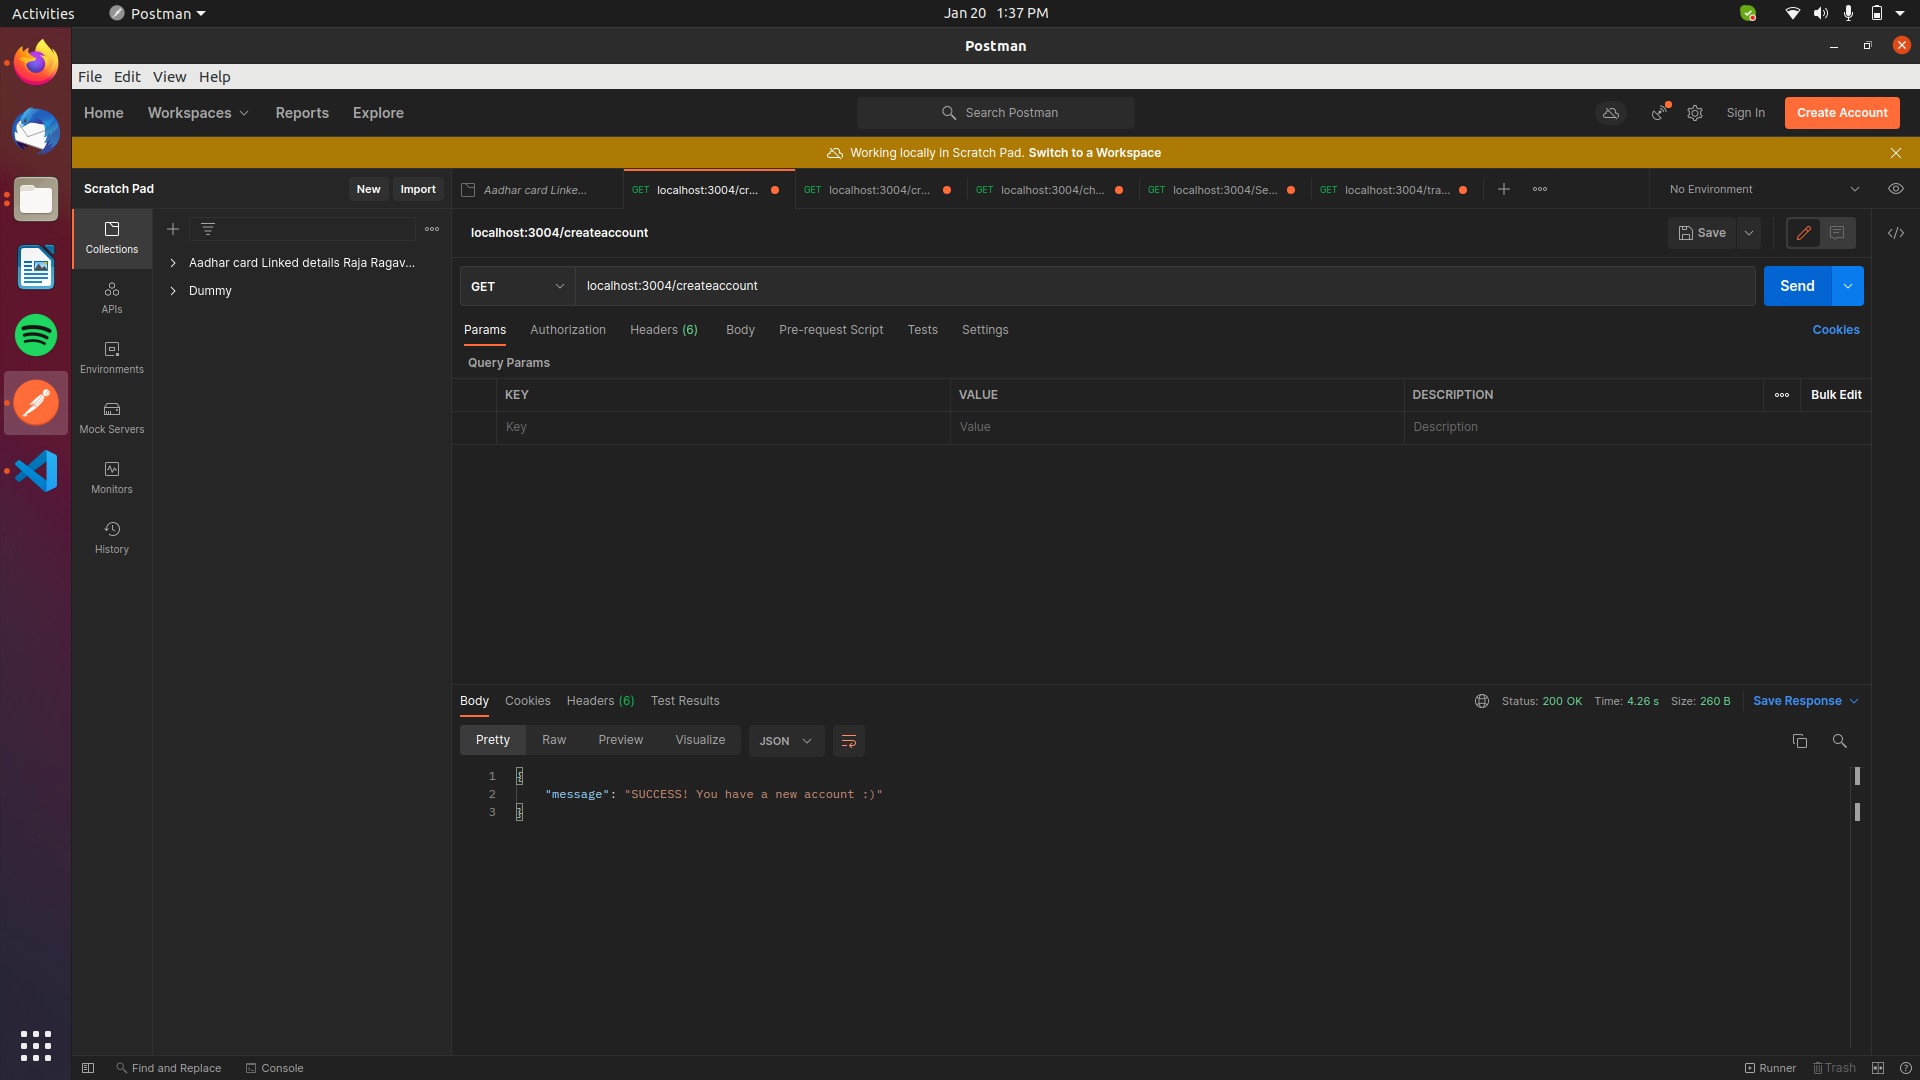 Activities Postman Jan 20 1:37 PM
Postman
File Edit View Help
Home Workspaces Reports Explore Search Postman Sign In Create Account
Working locally in Scratch Pad. Switch to a Workspace
Scratch Pad New Import Aadhar card Linke... GET localhost:3004/cr... GET localhost:3004/cr... GET localhost:3004/ch... GET localhost:3004/Se... GET localhost:3004/tra... No Environment
Collections
APIs
Environments
Mock Servers
Monitors
History
Aadhar card Linked details Raja Ragav...
Dummy
localhost:3004/createaccount Save
GET localhost:3004/createaccount Send
Params Authorization Headers (6) Body Pre-request Script Tests Settings Cookies
Query Params
KEY VALUE DESCRIPTION Bulk Edit
Key Value Description
Body Cookies Headers (6) Test Results Status: 200 OK Time: 4.26 s Size: 260 B Save Response
Pretty Raw Preview Visualize JSON
1 {
2 "message": "SUCCESS! You have a new account :)"
3 }
Find and Replace Console Runner Trash